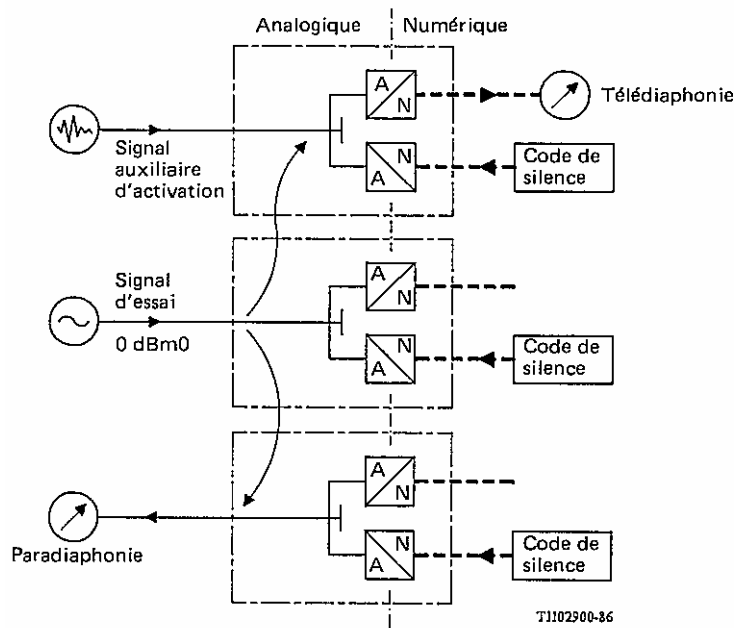 Analogique
Numérique
A
N
Télédiaphonie
Signal
auxiliaire
d'activation
N
A
Code de
silence
Signal
d'essai
0 dBm0
A
N
N
A
Code de
silence
A
N
Paradiaphonie
N
A
Code de
silence
T1102900-86